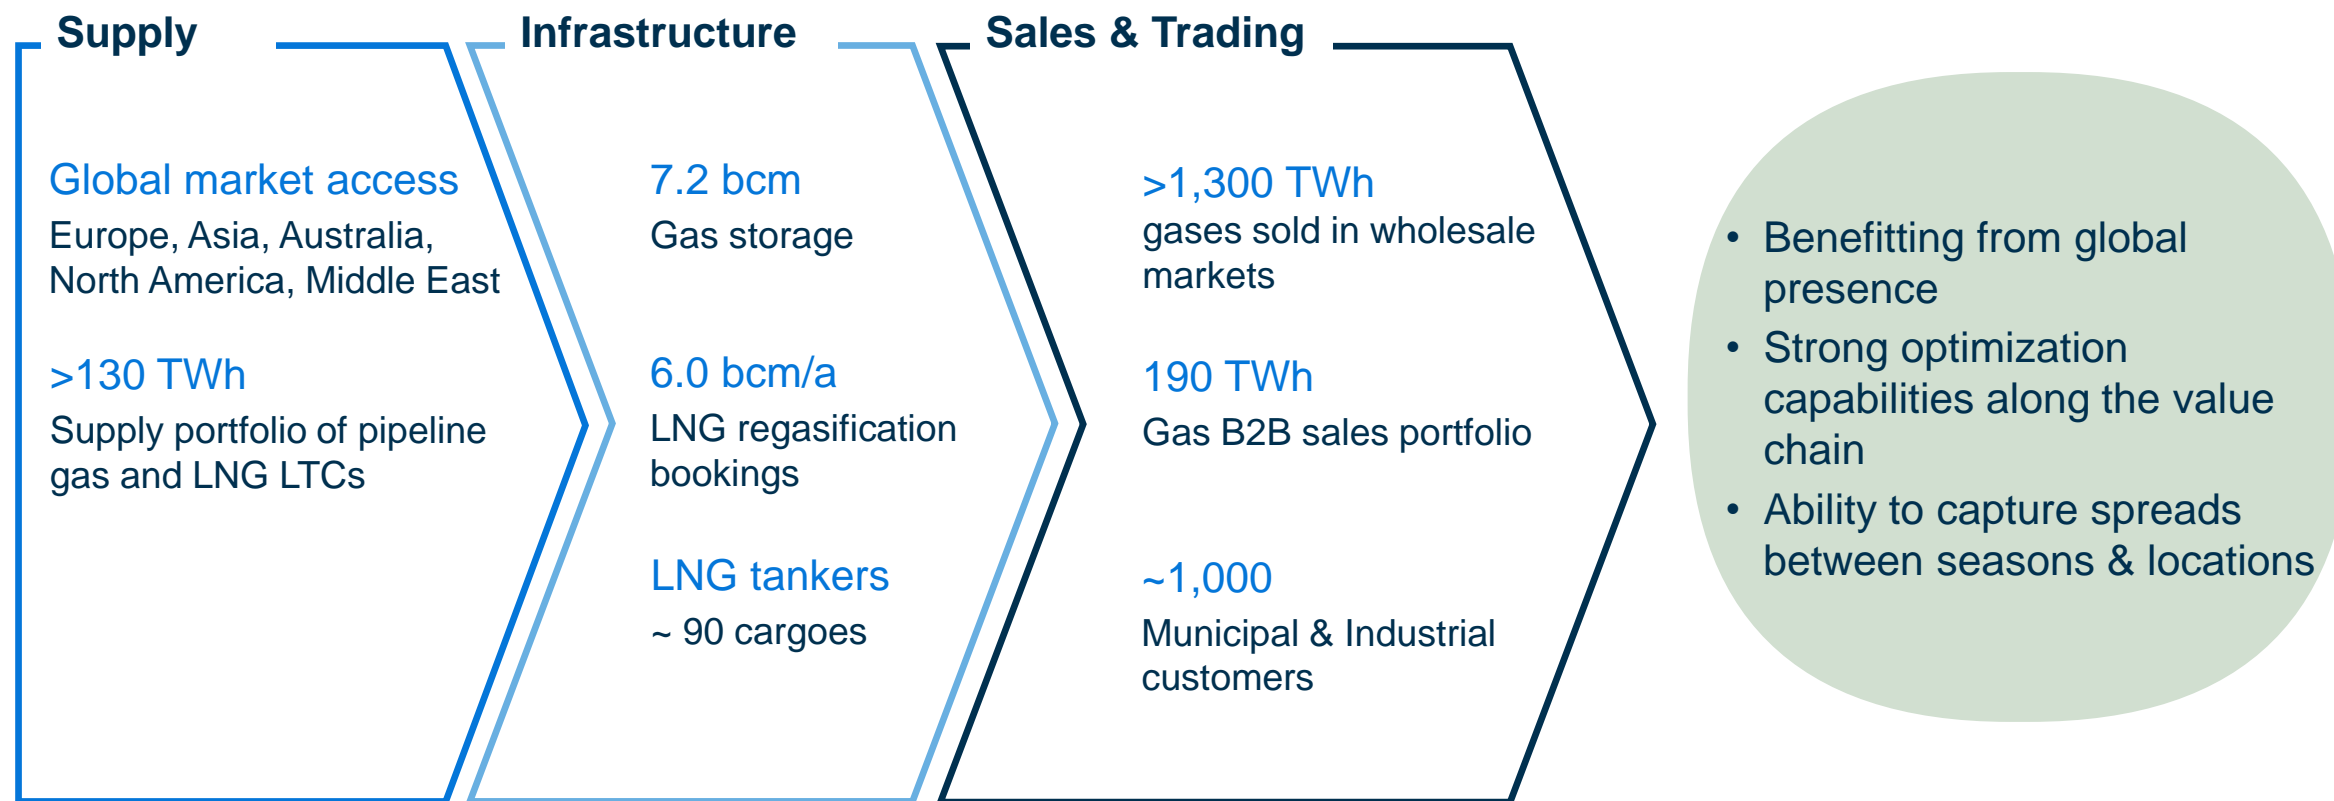 Supply
Global market access
Europe, Asia, Australia,
North America, Middle East
>130 TWh
Supply portfolio of pipeline
gas and LNG LTCs
Infrastructure
7.2 bcm
Gas storage
6.0 bcm/a
LNG regasification
bookings
LNG tankers
~ 90 cargoes
Sales & Trading
>1,300 TWh
gases sold in wholesale
markets
190 TWh
Gas B2B sales portfolio
~1,000
Municipal & Industrial
customers
• Benefitting from global
presence
• Strong optimization
capabilities along the value
chain
• Ability to capture spreads
between seasons & locations